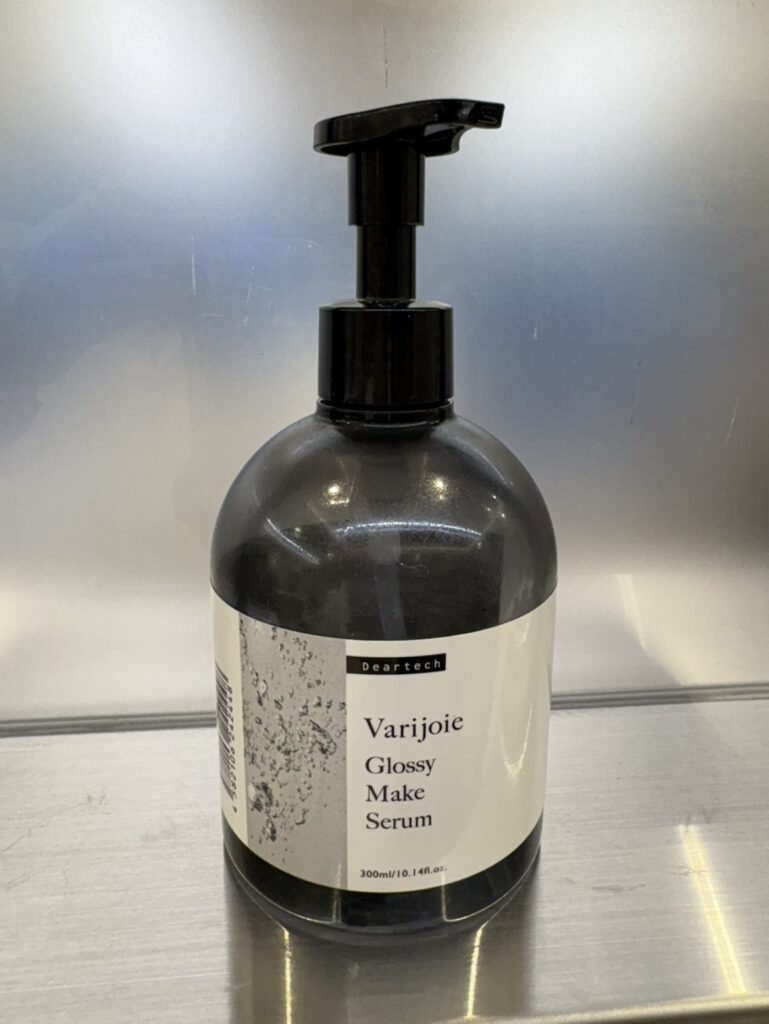 Deartech
Varijoie
Glossy
Make
Serum
300ml/10.14fl.oz.